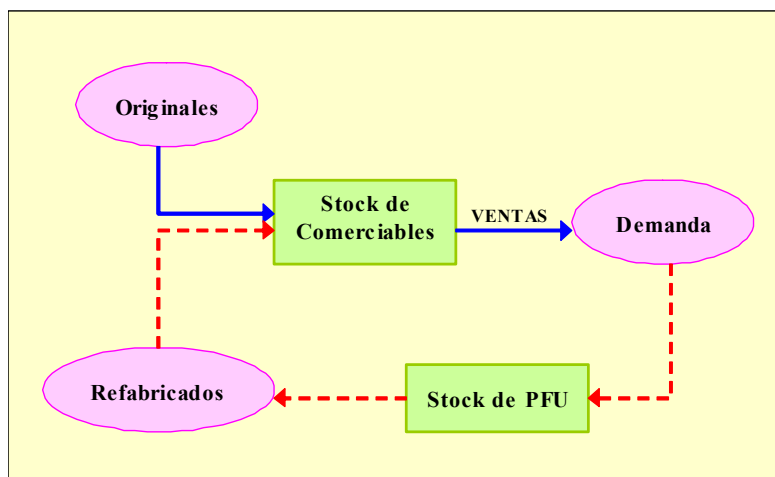 Originales
Stock de
Comerciables
VENTAS
Demanda
Refabricados
Stock de PFU